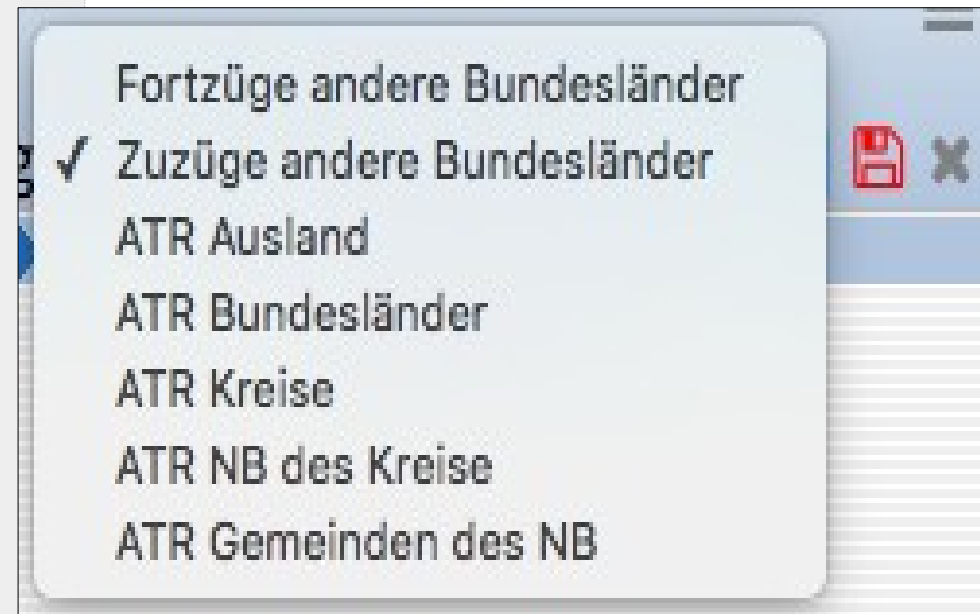 Fortzüge andere Bundesländer
✓ Zuzüge andere Bundesländer
ATR Ausland
ATR Bundesländer
ATR Kreise
ATR NB des Kreise
ATR Gemeinden des NB